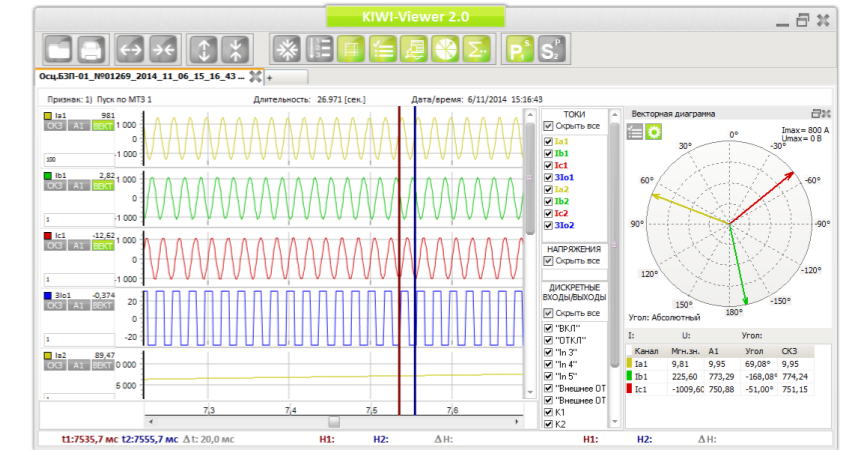 KIWI-Viewer 2.0
Осц.БЗП-01_№01269_2014_11_06_15_16_43 ...
Признак: 1) Пуск по МТЗ 1 Длительность: 26.971 [сек.] Дата/время: 6/11/2014 15:16:43
Ia1 981
СКЗ А1 ВЕКТ
1 000
0
-1 000
100
Ib1 2,82
СКЗ А1 ВЕКТ
1 000
0
-1 000
1
Ic1 -12,62
СКЗ А1 ВЕКТ
1 000
0
-1 000
1
3Io1 -0,374
СКЗ А1 ВЕКТ
20
0
-20
1
Ia2 89,47
СКЗ А1 ВЕКТ
0 000
5 000
7,3 7,4 7,5 7,6
ТОКИ
Скрыть все
Ia1
Ib1
Ic1
3Io1
Ia2
Ib2
Ic2
3Io2
НАПРЯЖЕНИЯ
Скрыть все
ДИСКРЕТНЫЕ
ВХОДЫ/ВЫХОДЫ
Скрыть все
"ВКЛ"
"ОТКЛ"
"In 3"
"In 4"
"In 5"
"Внешнее ОТ
"Внешнее ОТ
K1
K2
Векторная диаграмма
Imax= 800 А
Umax= 0 В
0°
30° -30°
60° -60°
90° -90°
120° -120°
150° -150°
180°
Угол: Абсолютный
I: U: Угол:
Канал Мгн.зн. А1 Угол СКЗ
Ia1 9,81 9,95 69,08° 9,95
Ib1 225,60 773,29 -168,08° 774,24
Ic1 -1009,60 750,88 -51,00° 751,15
t1:7535,7 мс t2:7555,7 мс Δt: 20,0 мс H1: H2: ΔH: H1: H2: ΔH: